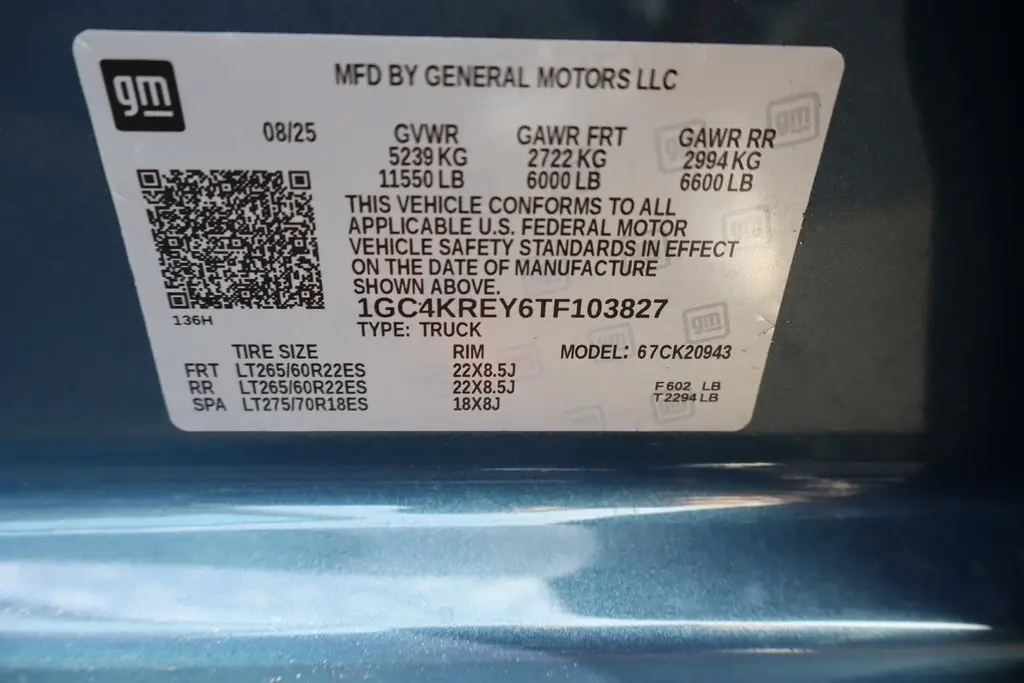 gm
MFD BY GENERAL MOTORS LLC
08/25 GVWR GAWR FRT GAWR RR
5239 KG 2722 KG 2994 KG
11550 LB 6000 LB 6600 LB
THIS VEHICLE CONFORMS TO ALL
APPLICABLE U.S. FEDERAL MOTOR
VEHICLE SAFETY STANDARDS IN EFFECT
ON THE DATE OF MANUFACTURE
SHOWN ABOVE.
1GC4KREY6TF103827
136H
TYPE: TRUCK
TIRE SIZE RIM MODEL: 67CK20943
FRT LT265/60R22ES 22X8.5J
RR LT265/60R22ES 22X8.5J F 602 LB
SPA LT275/70R18ES 18X8J T 2294 LB